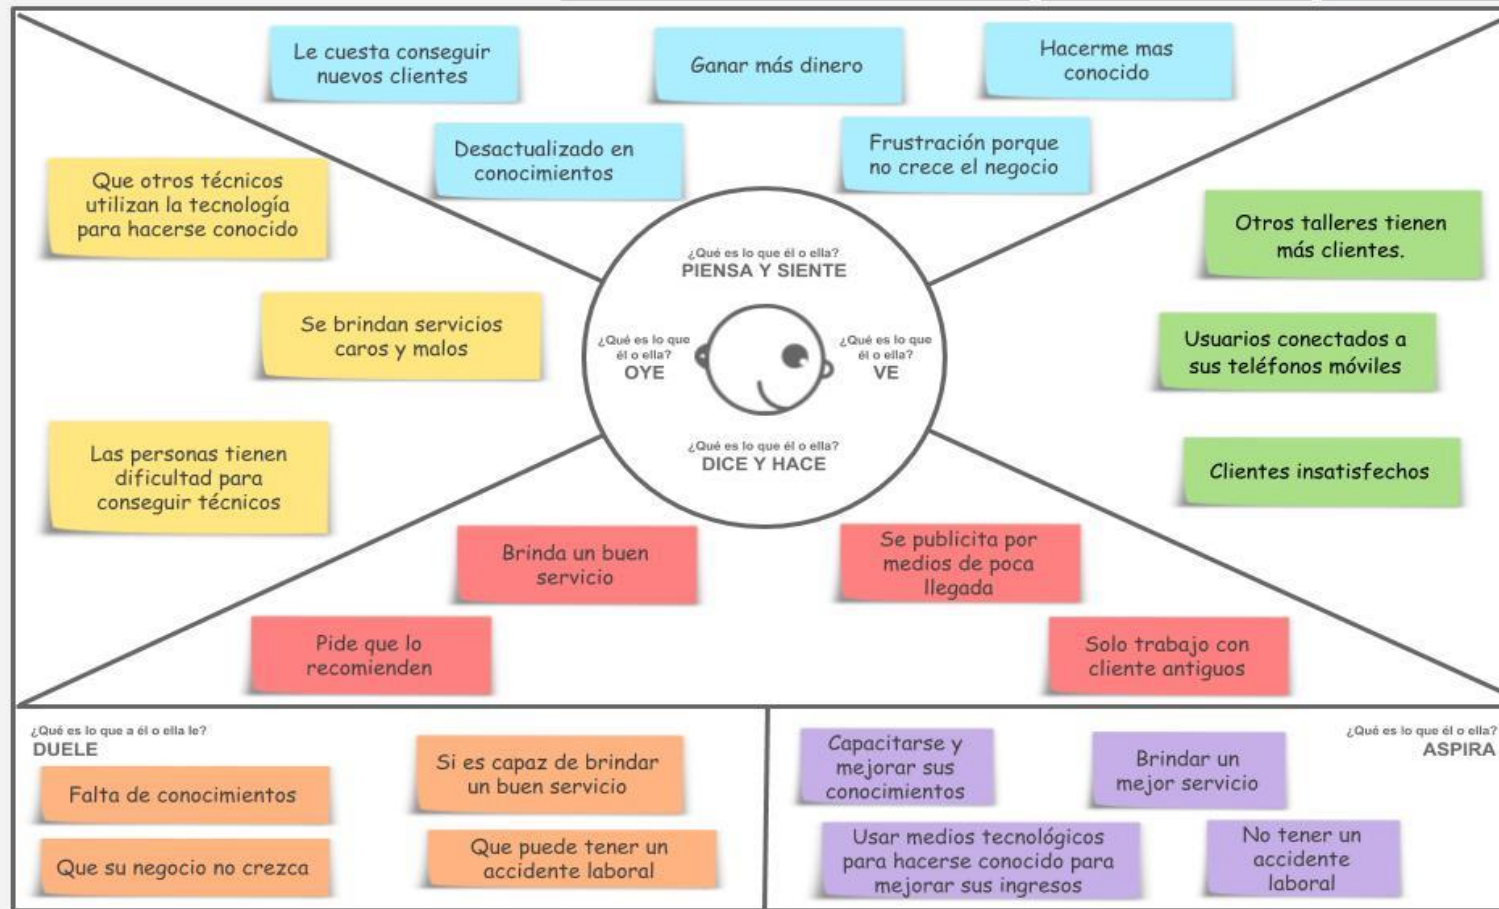 Le cuesta conseguir
nuevos clientes
Ganar más dinero
Hacerme mas
conocido
Desactualizado en
conocimientos
Frustración porque
no crece el negocio
Que otros técnicos
utilizan la tecnología
para hacerse conocido
Se brindan servicios
caros y malos
Las personas tienen
dificultad para
conseguir técnicos
¿Qué es lo que él o ella?
PIENSA Y SIENTE
¿Qué es lo que
él o ella?
OYE
¿Qué es lo que
él o ella?
VE
¿Qué es lo que él o ella?
DICE Y HACE
Otros talleres tienen
más clientes.
Usuarios conectados a
sus teléfonos móviles
Clientes insatisfechos
Brinda un buen
servicio
Se publicita por
medios de poca
llegada
Pide que lo
recomienden
Solo trabajo con
cliente antiguos
¿Qué es lo que a él o ella le?
DUELE
Falta de conocimientos
Si es capaz de brindar
un buen servicio
Que su negocio no crezca
Que puede tener un
accidente laboral
¿Qué es lo que él o ella?
ASPIRA
Capacitarse y
mejorar sus
conocimientos
Brindar un
mejor servicio
Usar medios tecnológicos
para hacerse conocido para
mejorar sus ingresos
No tener un
accidente
laboral